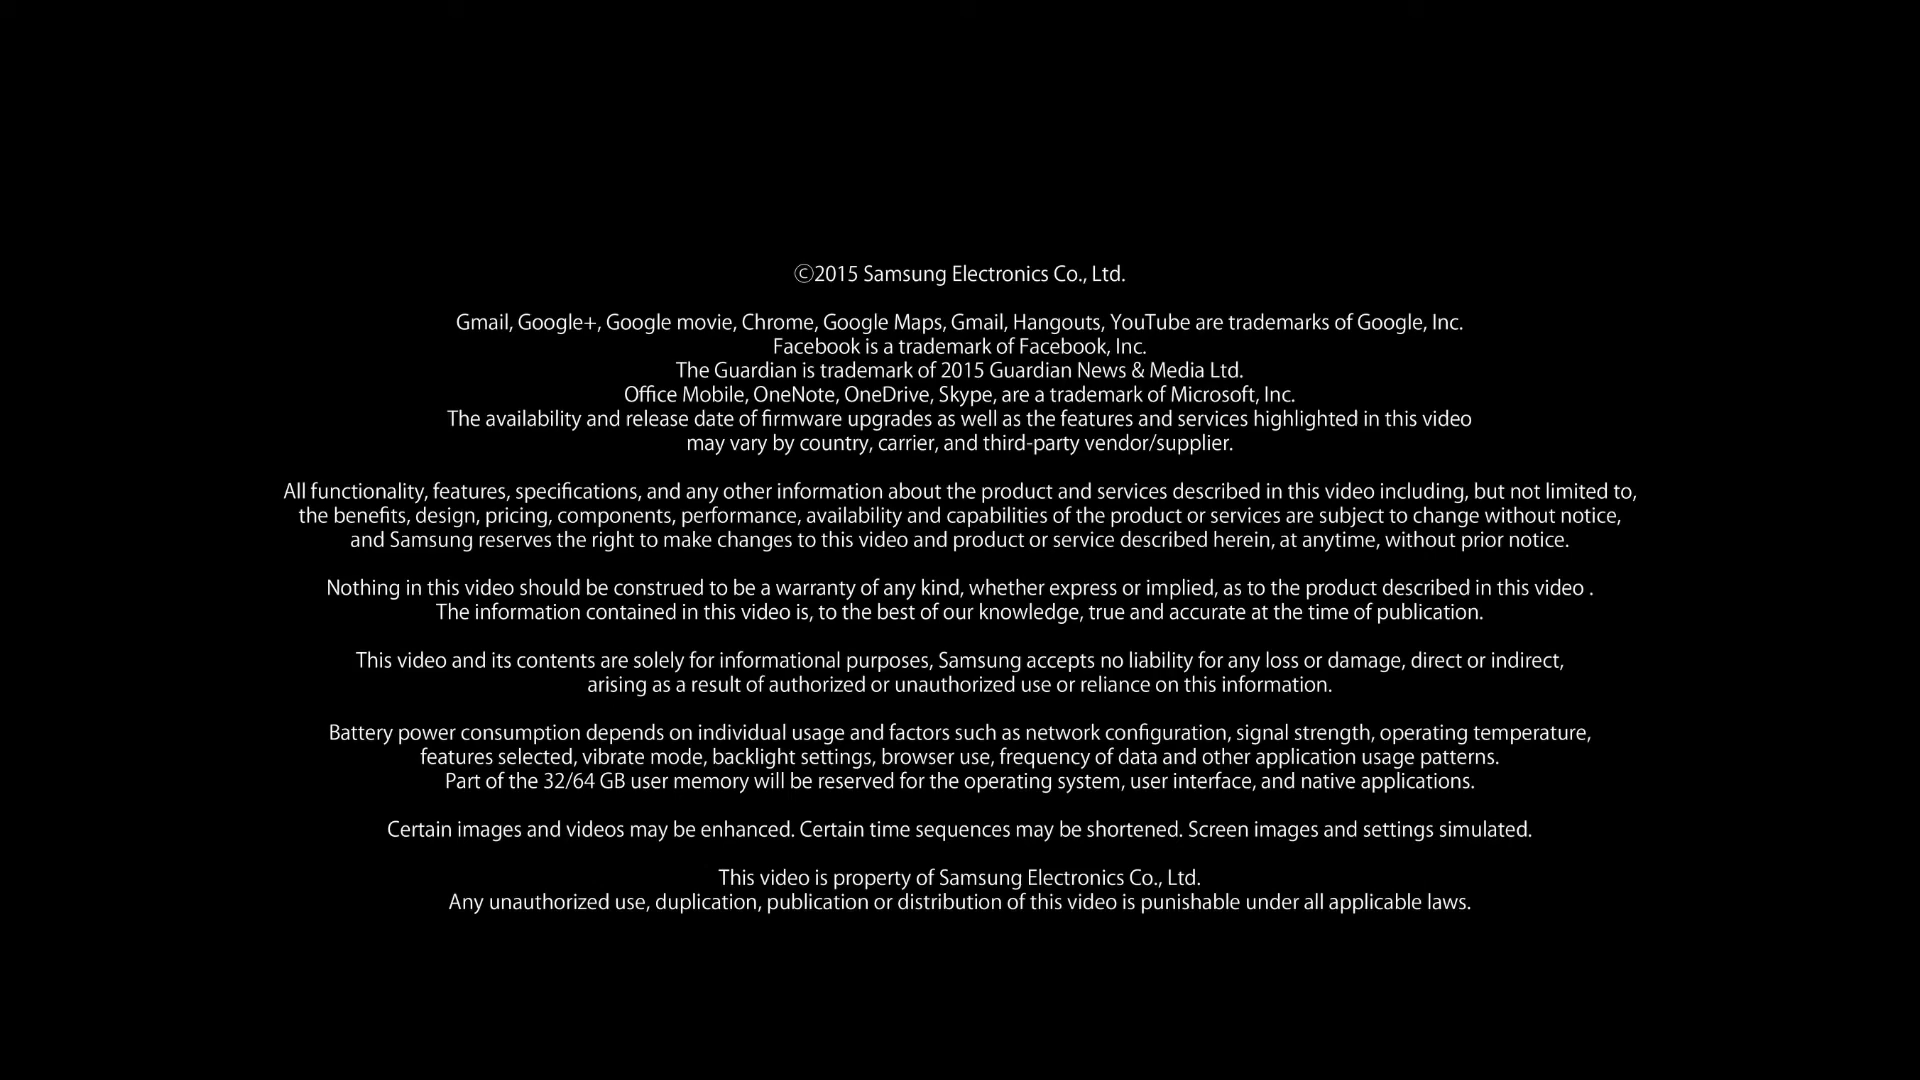 ⓒ2015 Samsung Electronics Co., Ltd.
Gmail, Google+, Google movie, Chrome, Google Maps, Gmail, Hangouts, YouTube are trademarks of Google, Inc.
Facebook is a trademark of Facebook, Inc.
The Guardian is trademark of 2015 Guardian News & Media Ltd.
Office Mobile, OneNote, OneDrive, Skype, are a trademark of Microsoft, Inc.
The availability and release date of firmware upgrades as well as the features and services highlighted in this video
may vary by country, carrier, and third-party vendor/supplier.
All functionality, features, specifications, and any other information about the product and services described in this video including, but not limited to,
the benefits, design, pricing, components, performance, availability and capabilities of the product or services are subject to change without notice,
and Samsung reserves the right to make changes to this video and product or service described herein, at anytime, without prior notice.
Nothing in this video should be construed to be a warranty of any kind, whether express or implied, as to the product described in this video .
The information contained in this video is, to the best of our knowledge, true and accurate at the time of publication.
This video and its contents are solely for informational purposes, Samsung accepts no liability for any loss or damage, direct or indirect,
arising as a result of authorized or unauthorized use or reliance on this information.
Battery power consumption depends on individual usage and factors such as network configuration, signal strength, operating temperature,
features selected, vibrate mode, backlight settings, browser use, frequency of data and other application usage patterns.
Part of the 32/64 GB user memory will be reserved for the operating system, user interface, and native applications.
Certain images and videos may be enhanced. Certain time sequences may be shortened. Screen images and settings simulated.
This video is property of Samsung Electronics Co., Ltd.
Any unauthorized use, duplication, publication or distribution of this video is punishable under all applicable laws.